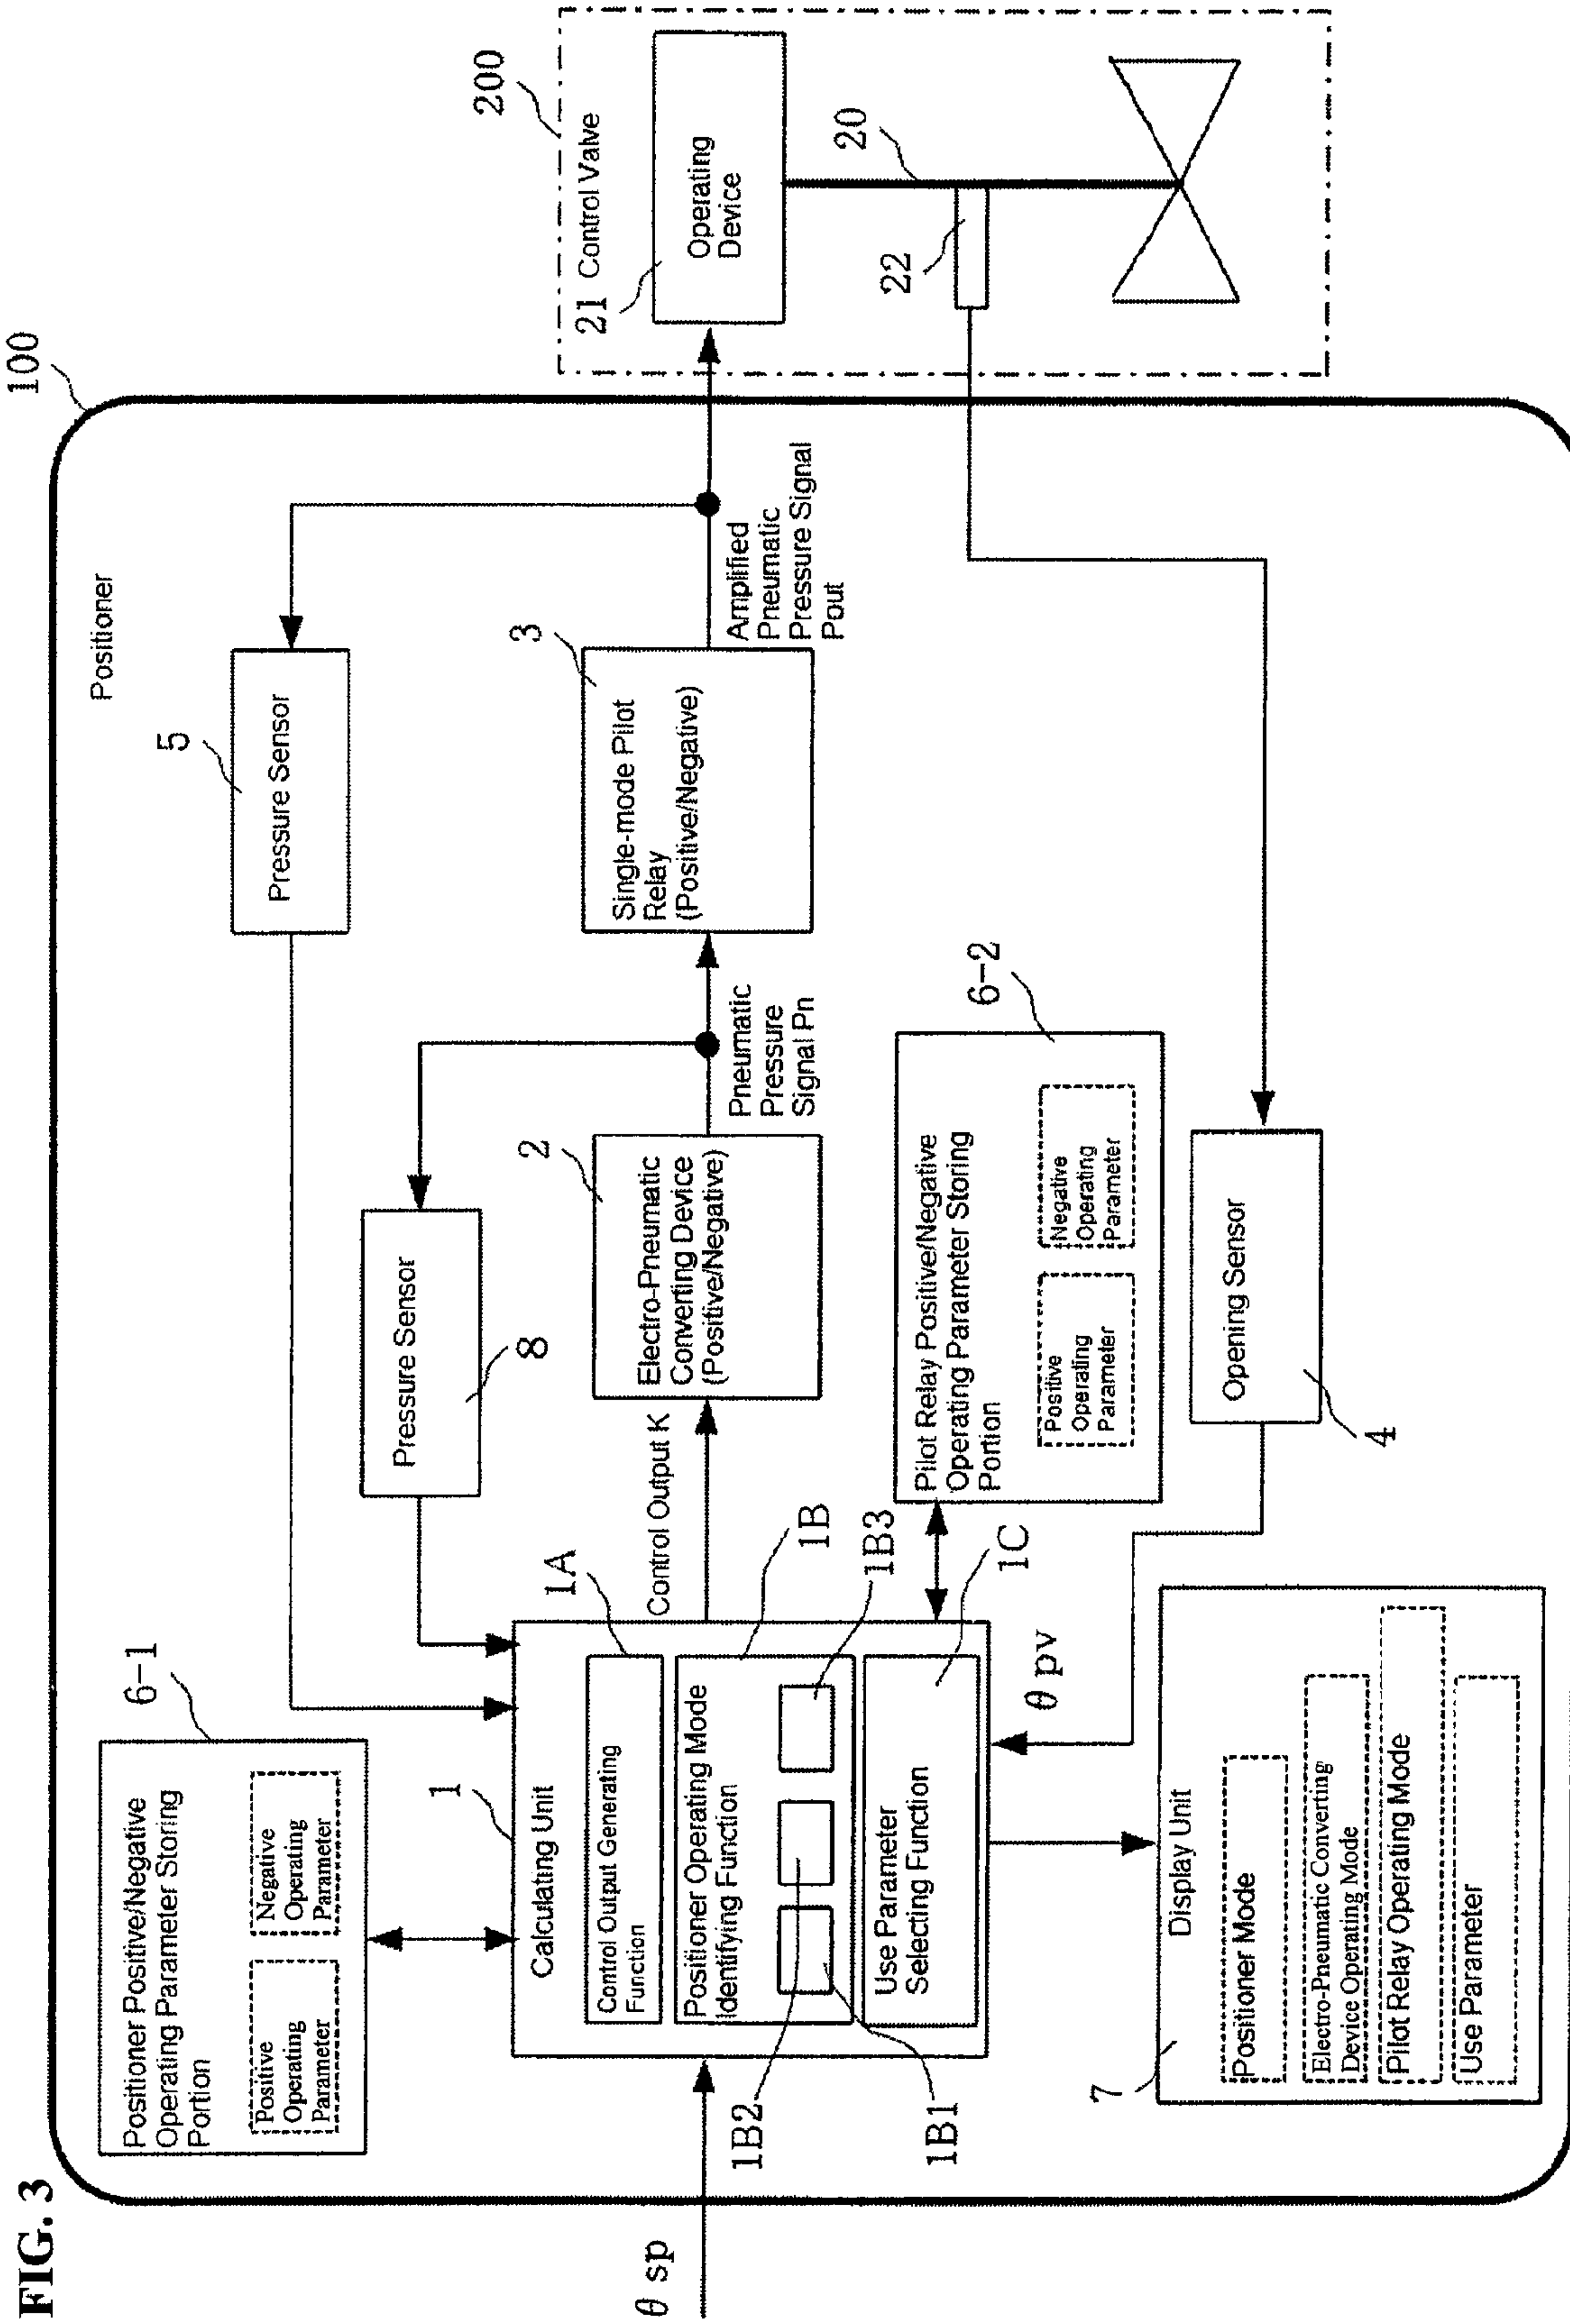 FIG. 3
100
Positioner
6-1
Positioner Positive/Negative
Operating Parameter Storing
Portion
Positive
Operating
Parameter
Negative
Operating
Parameter
5
Pressure Sensor
Pressure Sensor
8
1
Calculating Unit
1A
Control Output Generating
Function
1B
Positioner Operating Mode
Identifying Function
1B2
1B1
1B3
1C
Use Parameter
Selecting Function
θ sp
Control Output K
2
Electro-Pneumatic
Converting Device
(Positive/Negative)
Pneumatic
Pressure
Signal Pn
3
Single-mode Pilot
Relay
(Positive/Negative)
Amplified
Pneumatic
Pressure Signal
Pout
200
Control Valve
21
Operating
Device
20
22
6-2
Pilot Relay Positive/Negative
Operating Parameter Storing
Portion
Positive
Operating
Parameter
Negative
Operating
Parameter
θ pv
Opening Sensor
4
7
Display Unit
Positioner Mode
Electro-Pneumatic Converting
Device Operating Mode
Pilot Relay Operating Mode
Use Parameter